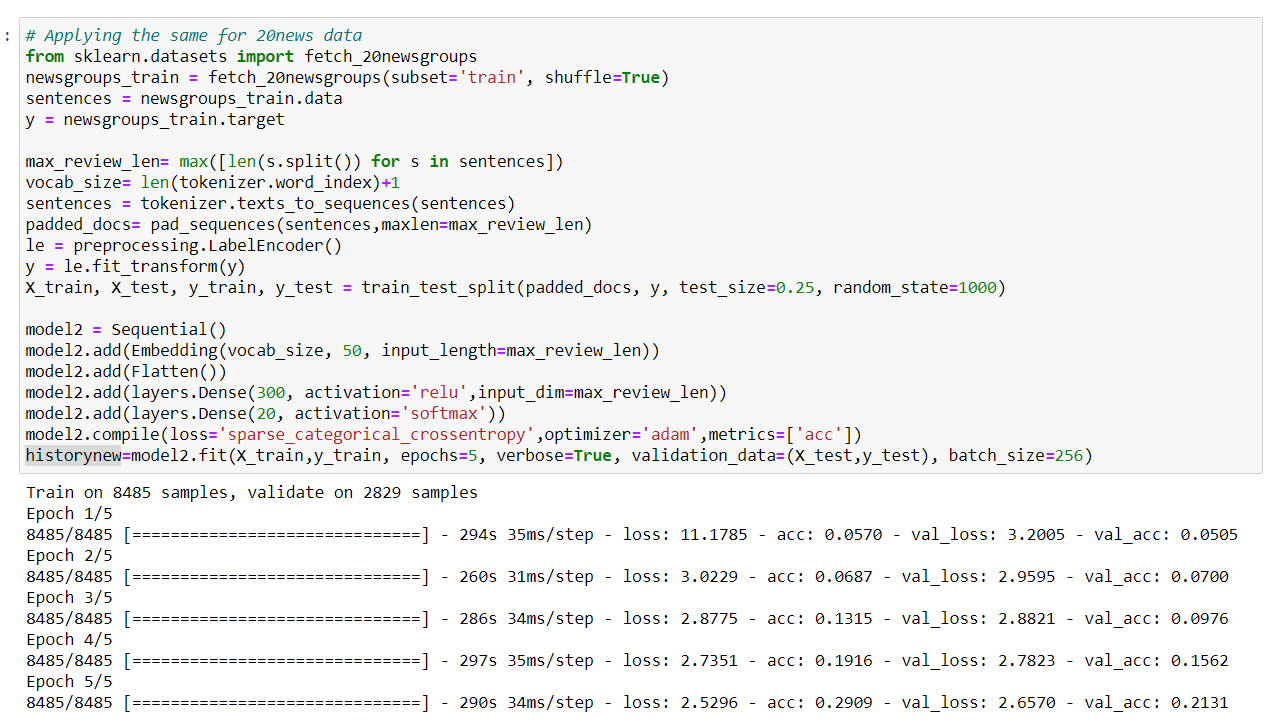 : # Applying the same for 20news data
from sklearn.datasets import fetch_20newsgroups
newsgroups_train = fetch_20newsgroups(subset='train', shuffle=True)
sentences = newsgroups_train.data
y = newsgroups_train.target

max_review_len= max([len(s.split()) for s in sentences])
vocab_size= len(tokenizer.word_index)+1
sentences = tokenizer.texts_to_sequences(sentences)
padded_docs= pad_sequences(sentences,maxlen=max_review_len)
le = preprocessing.LabelEncoder()
y = le.fit_transform(y)
X_train, X_test, y_train, y_test = train_test_split(padded_docs, y, test_size=0.25, random_state=1000)

model2 = Sequential()
model2.add(Embedding(vocab_size, 50, input_length=max_review_len))
model2.add(Flatten())
model2.add(layers.Dense(300, activation='relu',input_dim=max_review_len))
model2.add(layers.Dense(20, activation='softmax'))
model2.compile(loss='sparse_categorical_crossentropy',optimizer='adam',metrics=['acc'])
historynew=model2.fit(X_train,y_train, epochs=5, verbose=True, validation_data=(X_test,y_test), batch_size=256)
Train on 8485 samples, validate on 2829 samples
Epoch 1/5
8485/8485 [==============================] - 294s 35ms/step - loss: 11.1785 - acc: 0.0570 - val_loss: 3.2005 - val_acc: 0.0505
Epoch 2/5
8485/8485 [==============================] - 260s 31ms/step - loss: 3.0229 - acc: 0.0687 - val_loss: 2.9595 - val_acc: 0.0700
Epoch 3/5
8485/8485 [==============================] - 286s 34ms/step - loss: 2.8775 - acc: 0.1315 - val_loss: 2.8821 - val_acc: 0.0976
Epoch 4/5
8485/8485 [==============================] - 297s 35ms/step - loss: 2.7351 - acc: 0.1916 - val_loss: 2.7823 - val_acc: 0.1562
Epoch 5/5
8485/8485 [==============================] - 290s 34ms/step - loss: 2.5296 - acc: 0.2909 - val_loss: 2.6570 - val_acc: 0.2131